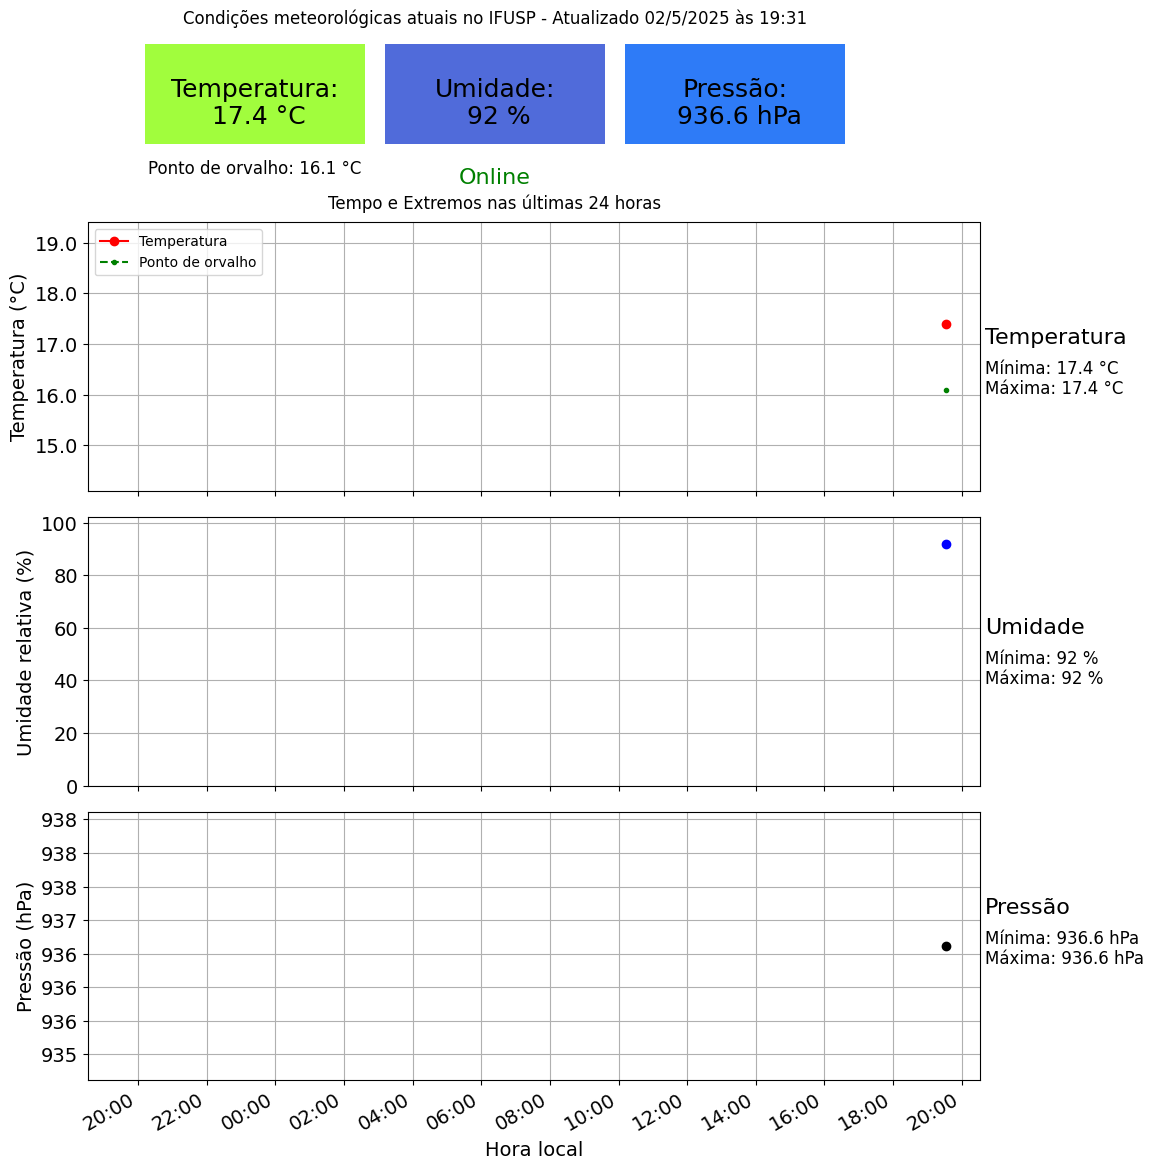 Condições meteorológicas atuais no IFUSP - Atualizado 02/5/2025 às 19:31
Temperatura:
17.4 °C
Umidade:
92 %
Pressão:
936.6 hPa
Ponto de orvalho: 16.1 °C
Online
Tempo e Extremos nas últimas 24 horas
Temperatura (°C)
19.0
18.0
17.0
16.0
15.0
Temperatura
Ponto de orvalho
Temperatura
Mínima: 17.4 °C
Máxima: 17.4 °C
Umidade relativa (%)
100
80
60
40
20
0
Umidade
Mínima: 92 %
Máxima: 92 %
Pressão (hPa)
938
938
938
937
936
936
936
935
Pressão
Mínima: 936.6 hPa
Máxima: 936.6 hPa
20:00
22:00
00:00
02:00
04:00
06:00
08:00
10:00
12:00
14:00
16:00
18:00
20:00
Hora local